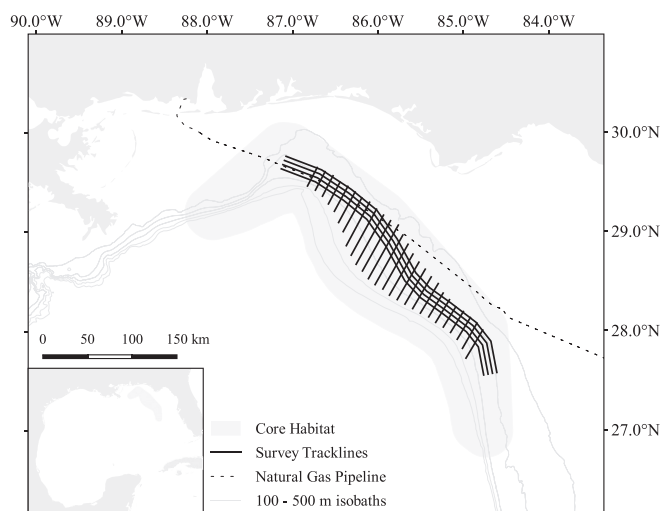 90.0°W 89.0°W 88.0°W 87.0°W 86.0°W 85.0°W 84.0°W
30.0°N
29.0°N
28.0°N
27.0°N
0 50 100 150 km
Core Habitat
Survey Tracklines
Natural Gas Pipeline
100 - 500 m isobaths